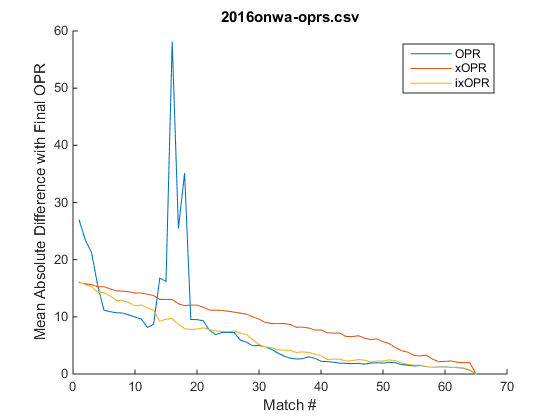 2016onwa-oprs.csv
60
50
40
30
20
10
0
Mean Absolute Difference with Final OPR
OPR
xOPR
ixOPR
0 10 20 30 40 50 60 70
Match #